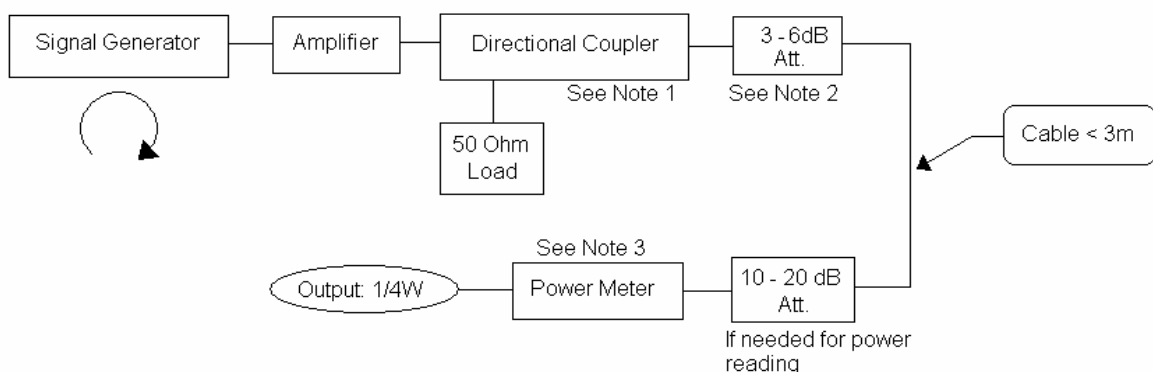 Signal Generator
Amplifier
Directional Coupler
3 - 6dB
Att.
See Note 1
See Note 2
50 Ohm
Load
Cable < 3m
See Note 3
Output: 1/4W
Power Meter
10 - 20 dB
Att.
If needed for power
reading